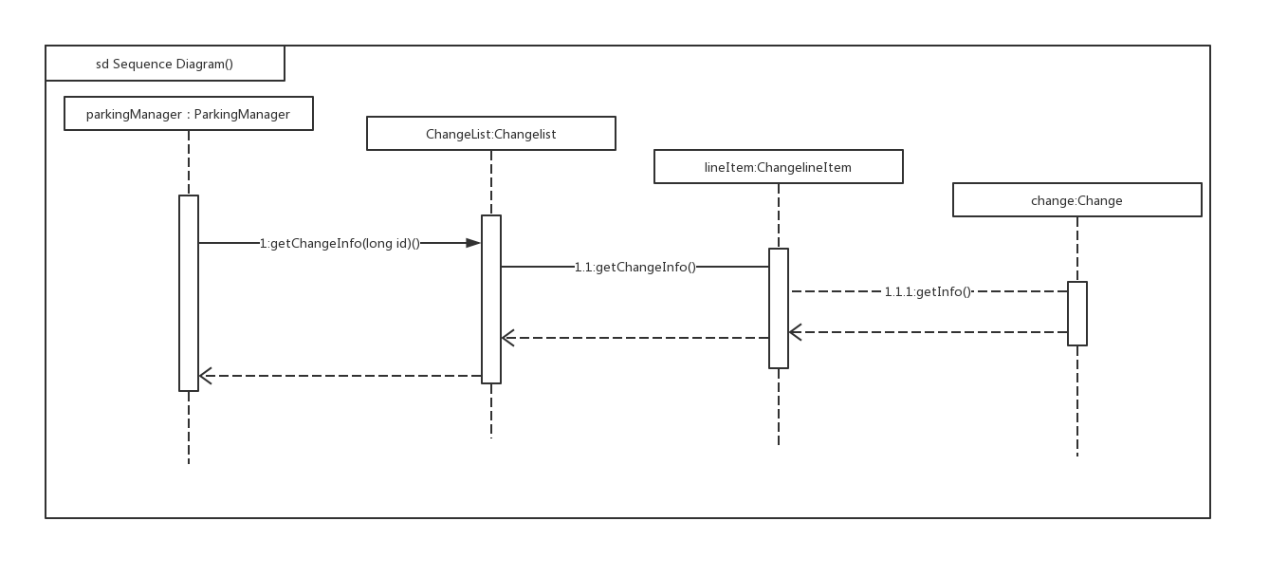 sd Sequence Diagram()
parkingManager : ParkingManager
ChangeList:Changelist
lineItem:ChangelineItem
change:Change
1:getChangeInfo(long id)()
1.1:getChangeInfo()
1.1.1:getInfo()